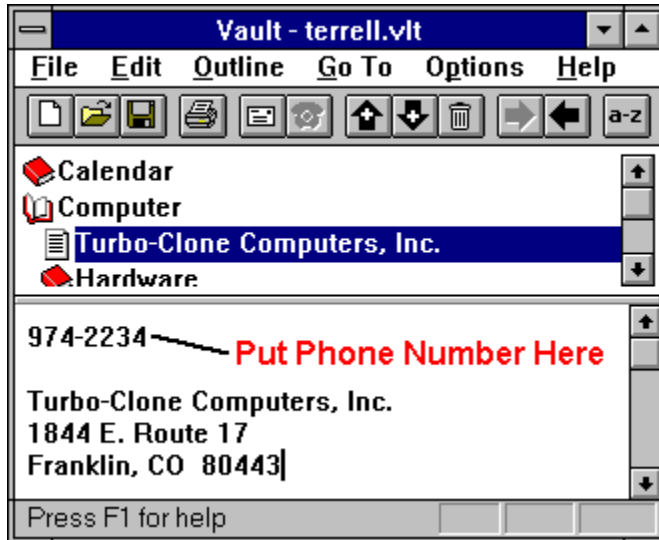 Vault - terrell.vlt
File Edit Outline Go To Options Help
a-z
Calendar
Computer
Turbo-Clone Computers, Inc.
Hardware
974-2234 Put Phone Number Here
Turbo-Clone Computers, Inc.
1844 E. Route 17
Franklin, CO 80443
Press F1 for help